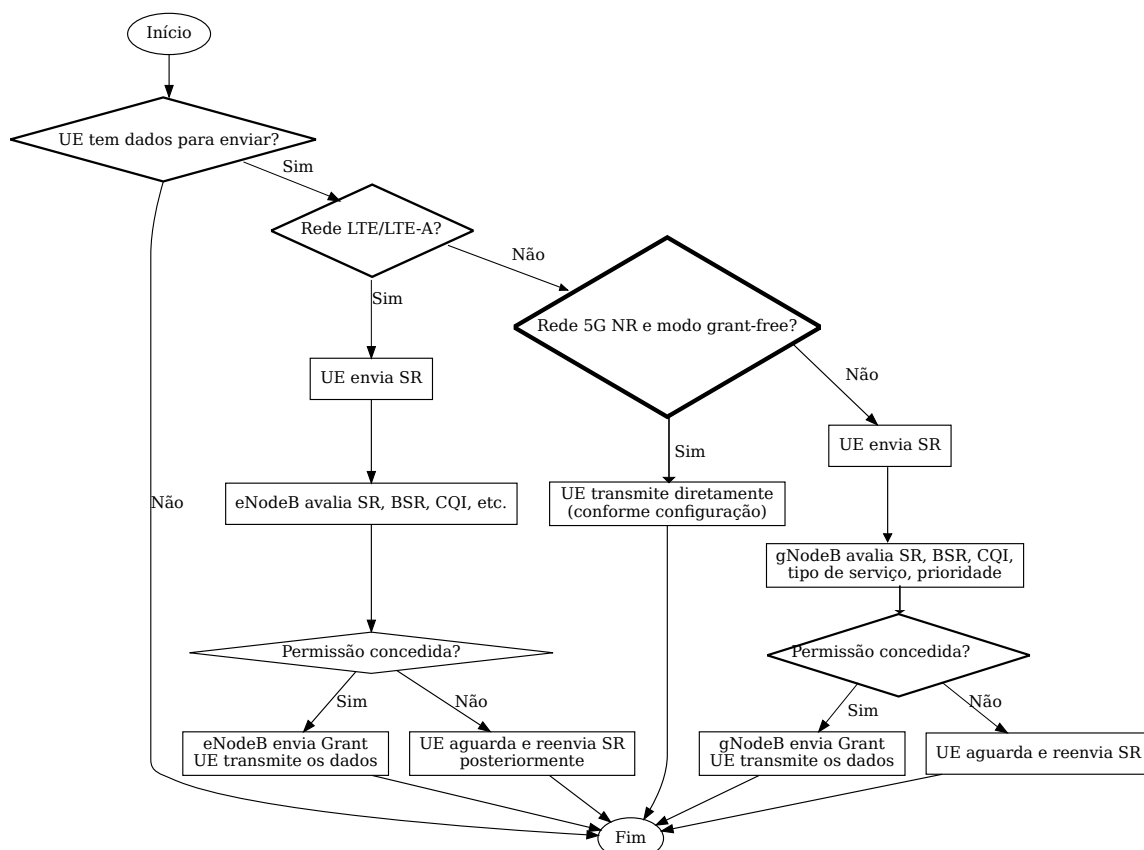 Início
UE tem dados para enviar?
Sim
Rede LTE/LTE-A?
Não
Sim
Rede 5G NR e modo grant-free?
UE envia SR
Não
UE envia SR
Sim
eNodeB avalia SR, BSR, CQI, etc.
Não
UE transmite diretamente
(conforme configuração)
gNodeB avalia SR, BSR, CQI,
tipo de serviço, prioridade
Permissão concedida?
Permissão concedida?
Sim
Não
Sim
Não
eNodeB envia Grant
UE transmite os dados
UE aguarda e reenvia SR
posteriormente
gNodeB envia Grant
UE transmite os dados
UE aguarda e reenvia SR
Fim